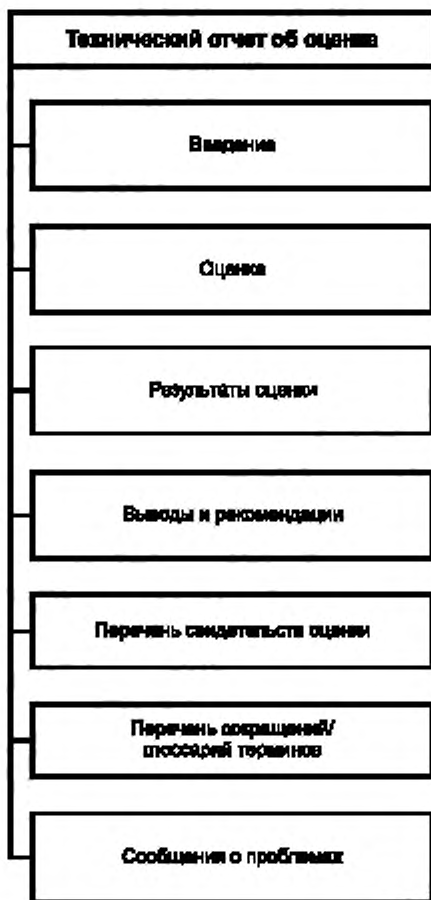 Технический отчет об оценке
Введение
Оценка
Результаты оценки
Выводы и рекомендации
Перечень свидетельств оценки
Перечень сокращений/
глоссарий терминов
Сообщения о проблемах